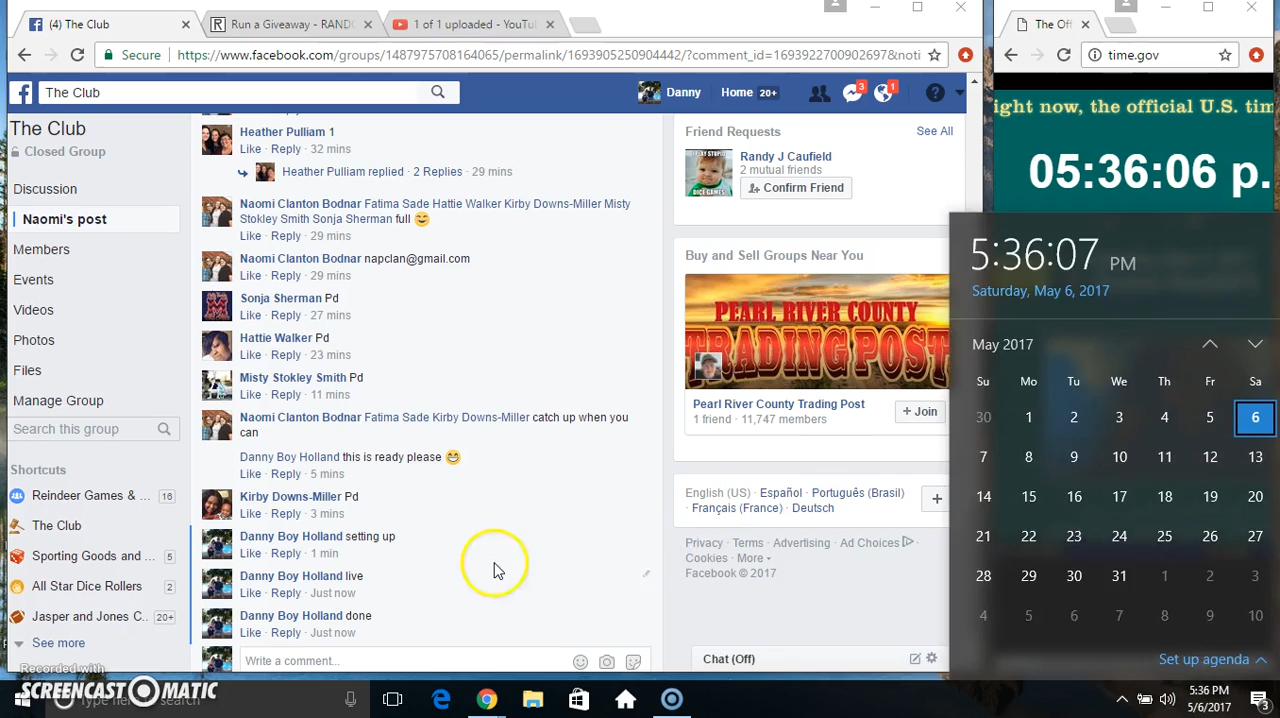 (4) The Club
Run a Giveaway - RAND
1 of 1 uploaded - YouTu
The Off
Secure
https://www.facebook.com/groups/1487975708164065/permalink/1693905250904442/?comment_id=1693922700902697&noti
time.gov
The Club
Danny
Home 20+
3
1
ight now, the official U.S. tim
05:36:06 p.
The Club
Closed Group
Discussion
Naomi's post
Members
Events
Videos
Photos
Files
Manage Group
Search this group
Shortcuts
Reindeer Games & ... 16
The Club
Sporting Goods and ... 5
All Star Dice Rollers 2
Jasper and Jones C.. 20+
See more
Heather Pulliam 1
Like · Reply · 32 mins
Heather Pulliam replied · 2 Replies · 29 mins
Naomi Clanton Bodnar Fatima Sade Hattie Walker Kirby Downs-Miller Misty
Stokley Smith Sonja Sherman full
Like · Reply · 29 mins
Naomi Clanton Bodnar napclan@gmail.com
Like · Reply · 29 mins
Sonja Sherman Pd
Like · Reply · 27 mins
Hattie Walker Pd
Like · Reply · 23 mins
Misty Stokley Smith Pd
Like · Reply · 11 mins
Naomi Clanton Bodnar Fatima Sade Kirby Downs-Miller catch up when you
can
Danny Boy Holland this is ready please
Like · Reply · 5 mins
Kirby Downs-Miller Pd
Like · Reply · 3 mins
Danny Boy Holland setting up
Like · Reply · 1 min
Danny Boy Holland live
Like · Reply · Just now
Danny Boy Holland done
Like · Reply · Just now
Write a comment...
Friend Requests
See All
Randy J Caufield
2 mutual friends
Confirm Friend
Buy and Sell Groups Near You
PEARL RIVER COUNTY
TRADING POST
Pearl River County Trading Post
1 friend · 11,747 members
+ Join
English (US) · Español · Português (Brasil) ·
Français (France) · Deutsch
+
Privacy · Terms · Advertising · Ad Choices ·
Cookies · More
Facebook © 2017
Chat (Off)
5:36:07 PM
Saturday, May 6, 2017
May 2017
Su Mo Tu We Th Fr Sa
30 1 2 3 4 5 6
7 8 9 10 11 12 13
14 15 16 17 18 19 20
21 22 23 24 25 26 27
28 29 30 31 1 2 3
4 5 6 7 8 9 10
Set up agenda
Recorded with
SCREENCAST-O-MATIC
5:36 PM
5/6/2017
3